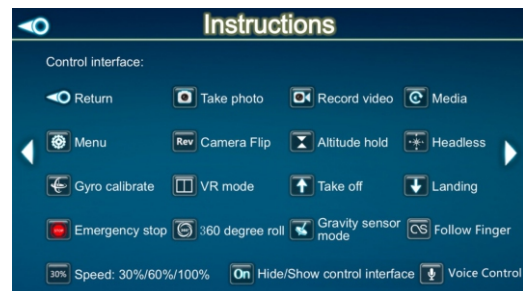 Instructions
Control interface:
Return Take photo Record video Media
Menu Rev Camera Flip Altitude hold Headless
Gyro calibrate VR mode Take off Landing
Emergency stop 360 degree roll Gravity sensor
mode Follow Finger
30% Speed: 30%/60%/100% On Hide/Show control interface Voice Control